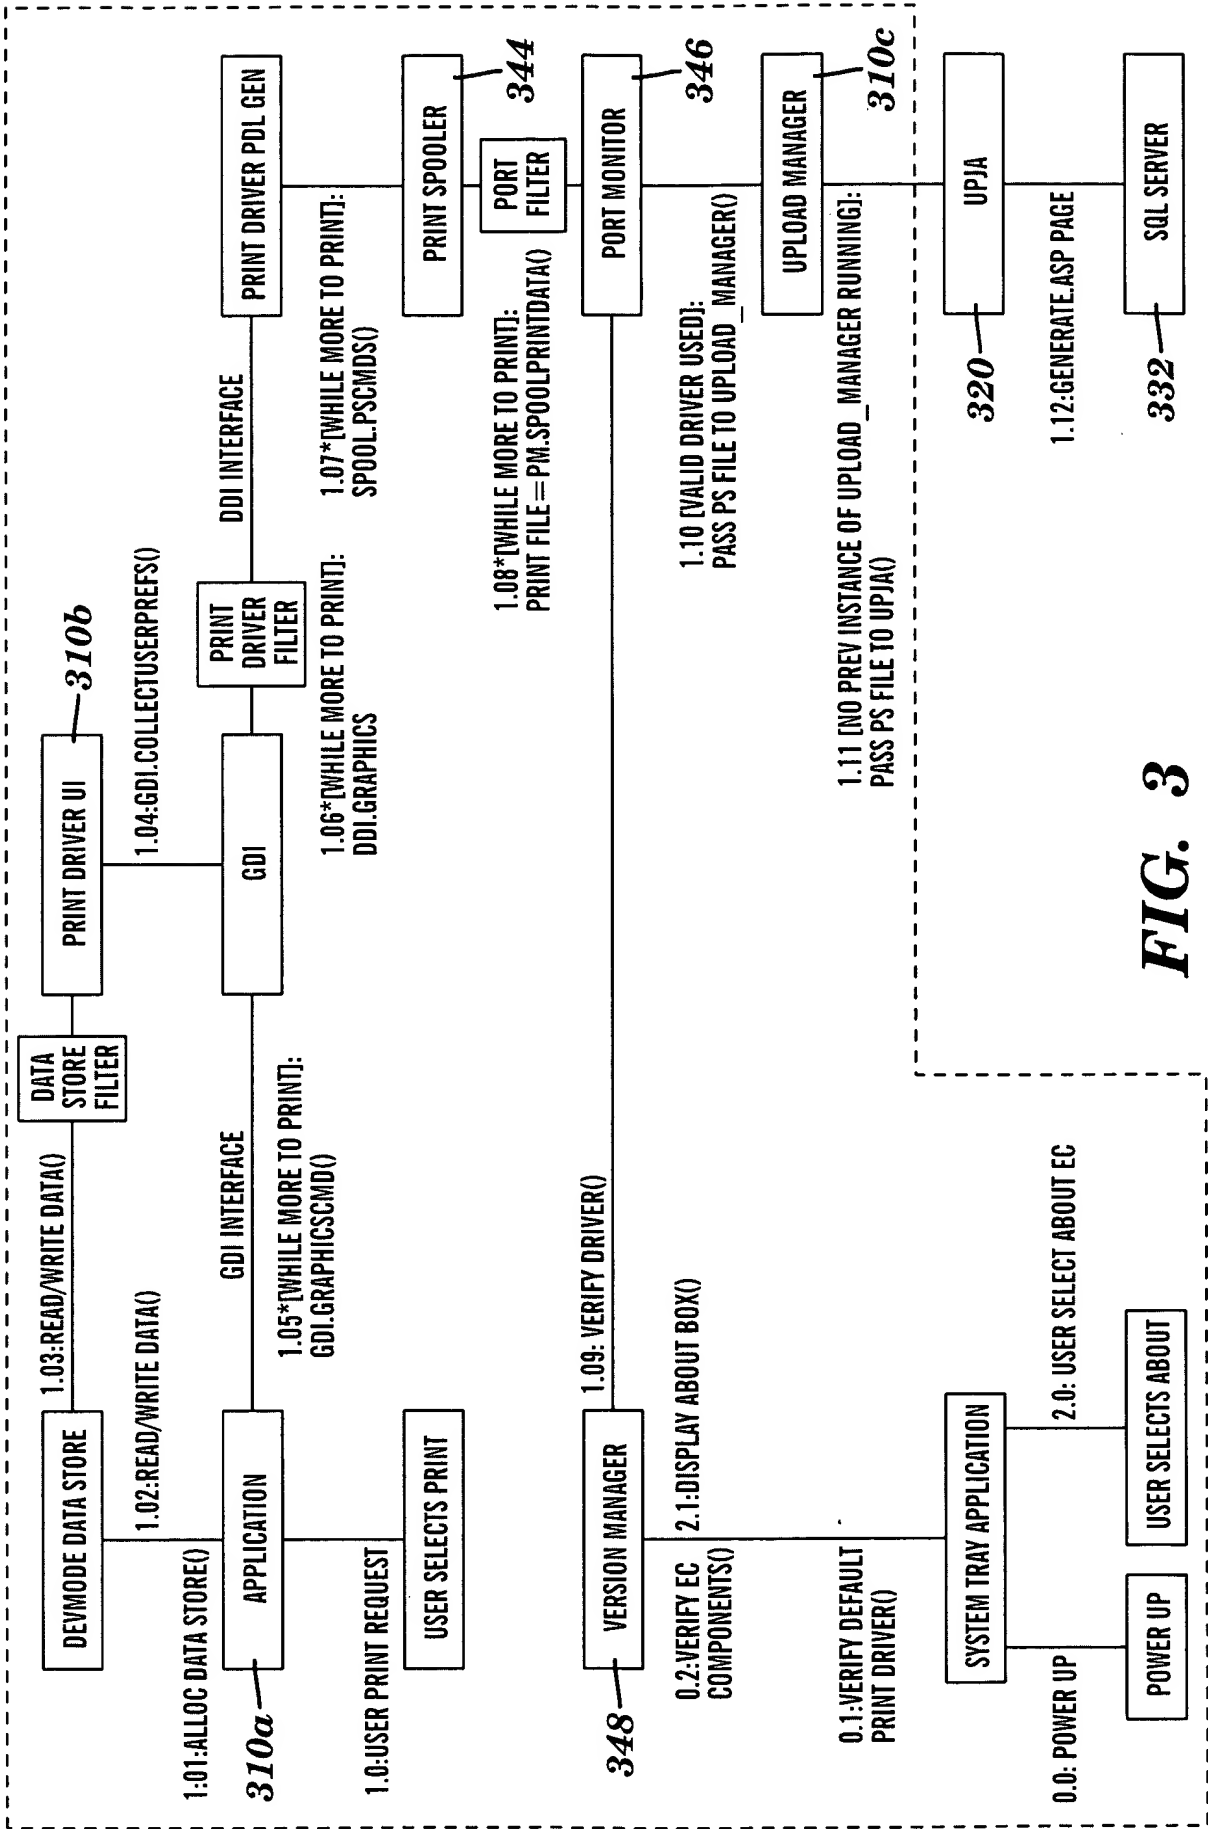 1.03:READ/WRITE DATA()
DEVMODE DATA STORE
DATA
STORE
FILTER
PRINT DRIVER UI
310b
1.02:READ/WRITE DATA()
1.04:GDI.COLLECTUSERPREFS()
1:01:ALLOC DATA STORE()
310a
APPLICATION
GDI INTERFACE
GDI
PRINT
DRIVER
FILTER
DDI INTERFACE
PRINT DRIVER PDL GEN
1.05*[WHILE MORE TO PRINT]:
GDI.GRAPHICSCMD()
1.06*[WHILE MORE TO PRINT]:
DDI.GRAPHICS
1.07*[WHILE MORE TO PRINT]:
SPOOL.PSCMDS()
1.0:USER PRINT REQUEST
USER SELECTS PRINT
PRINT SPOOLER
344
1.08*[WHILE MORE TO PRINT]:
PRINT FILE=PM.SPOOLPRINTDATA()
PORT
FILTER
348
VERSION MANAGER
1.09: VERIFY DRIVER()
PORT MONITOR
346
0.2:VERIFY EC
COMPONENTS()
2.1:DISPLAY ABOUT BOX()
1.10 [VALID DRIVER USED]:
PASS PS FILE TO UPLOAD_MANAGER()
UPLOAD MANAGER
310c
0.1:VERIFY DEFAULT
PRINT DRIVER()
1.11 [NO PREV INSTANCE OF UPLOAD_MANAGER RUNNING]:
PASS PS FILE TO UPJA()
SYSTEM TRAY APPLICATION
320
UPJA
0.0: POWER UP
2.0: USER SELECT ABOUT EC
1.12:GENERATE.ASP PAGE
POWER UP
USER SELECTS ABOUT
332
SQL SERVER
FIG. 3